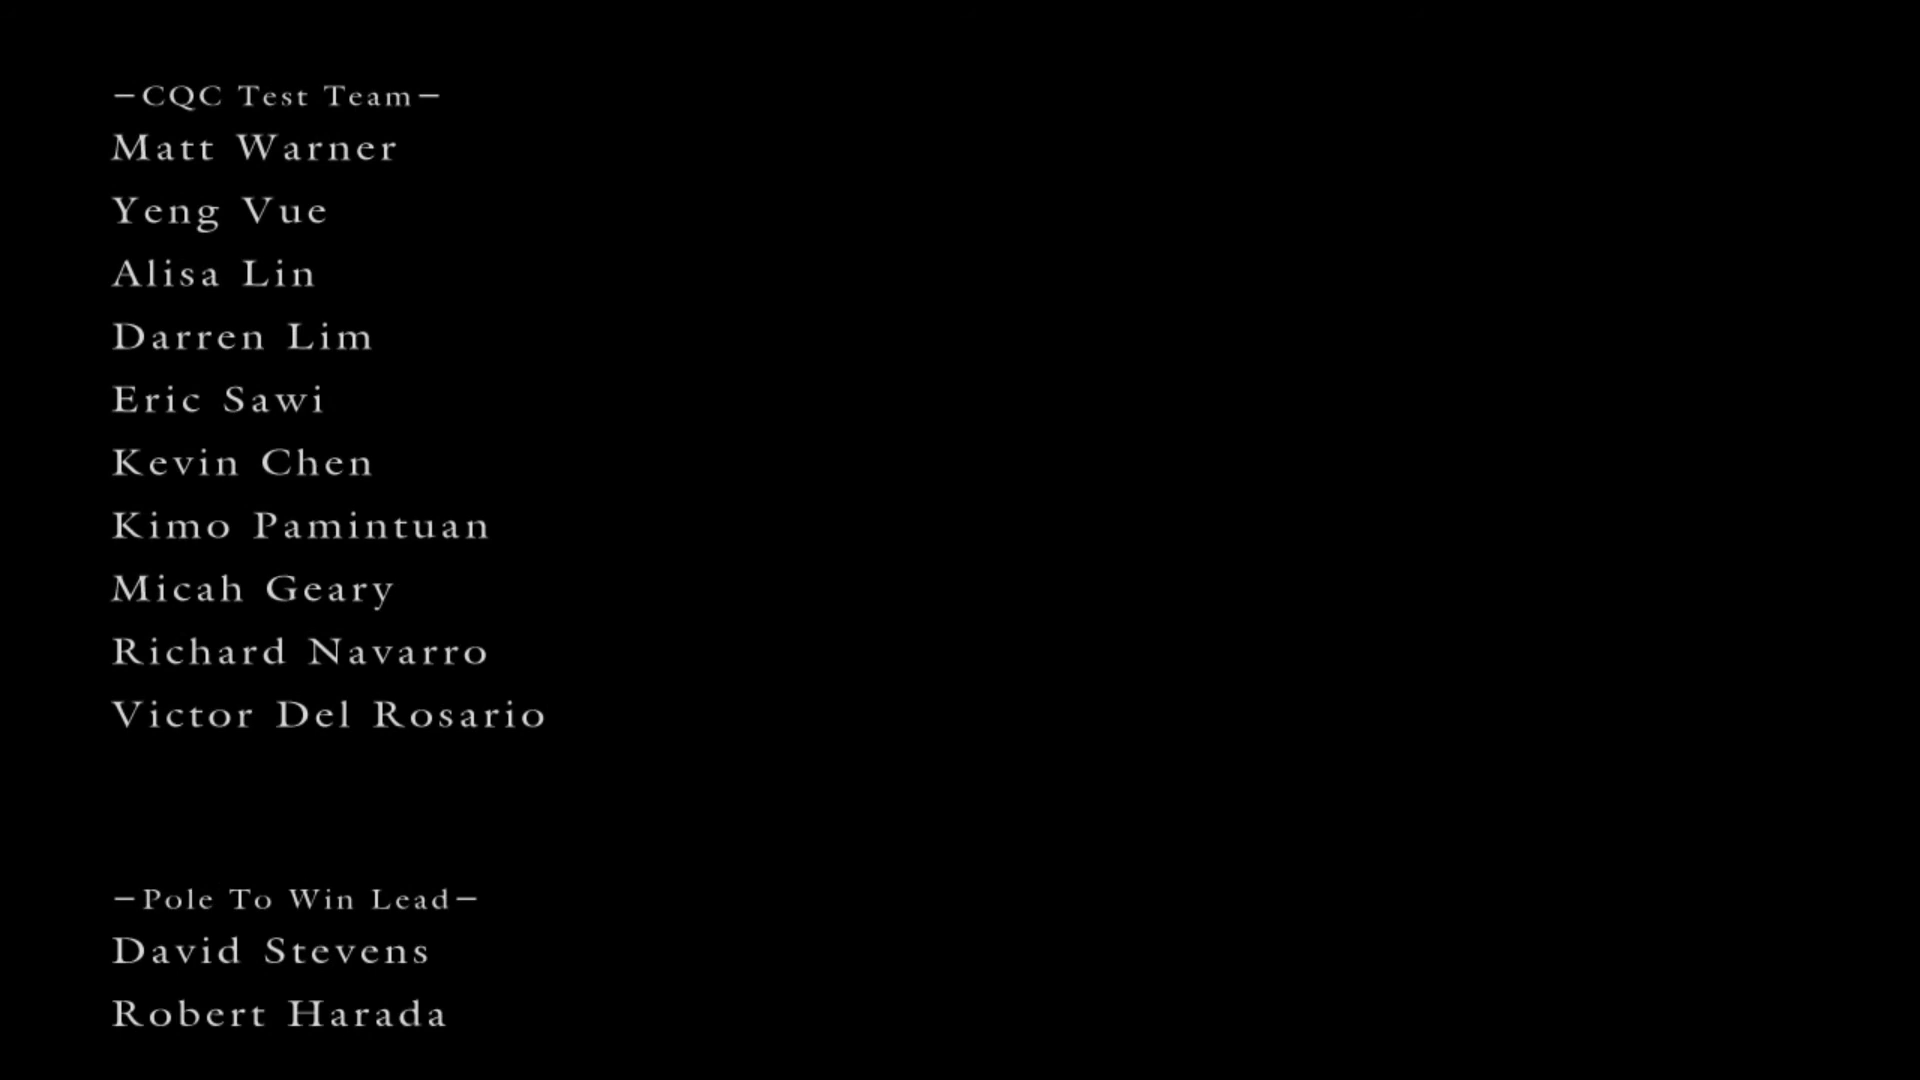 －CQC Test Team－
Matt Warner
Yeng Vue
Alisa Lin
Darren Lim
Eric Sawi
Kevin Chen
Kimo Pamintuan
Micah Geary
Richard Navarro
Victor Del Rosario
－Pole To Win Lead－
David Stevens
Robert Harada